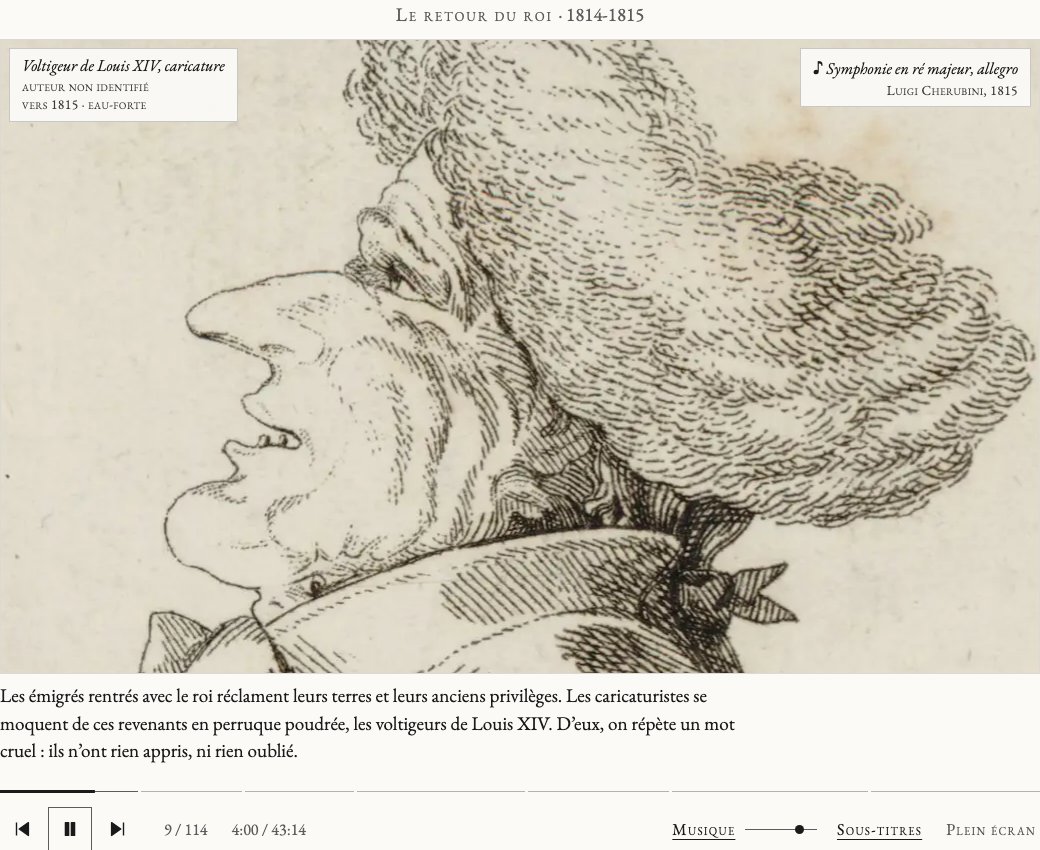 Le retour du roi · 1814-1815
Voltigeur de Louis XIV, caricature
auteur non identifié
vers 1815 · eau-forte
♪ Symphonie en ré majeur, allegro
Luigi Cherubini, 1815
Les émigrés rentrés avec le roi réclament leurs terres et leurs anciens privilèges. Les caricaturistes se
moquent de ces revenants en perruque poudrée, les voltigeurs de Louis XIV. D’eux, on répète un mot
cruel : ils n’ont rien appris, ni rien oublié.
9 / 114 4:00 / 43:14 Musique Sous-titres Plein écran